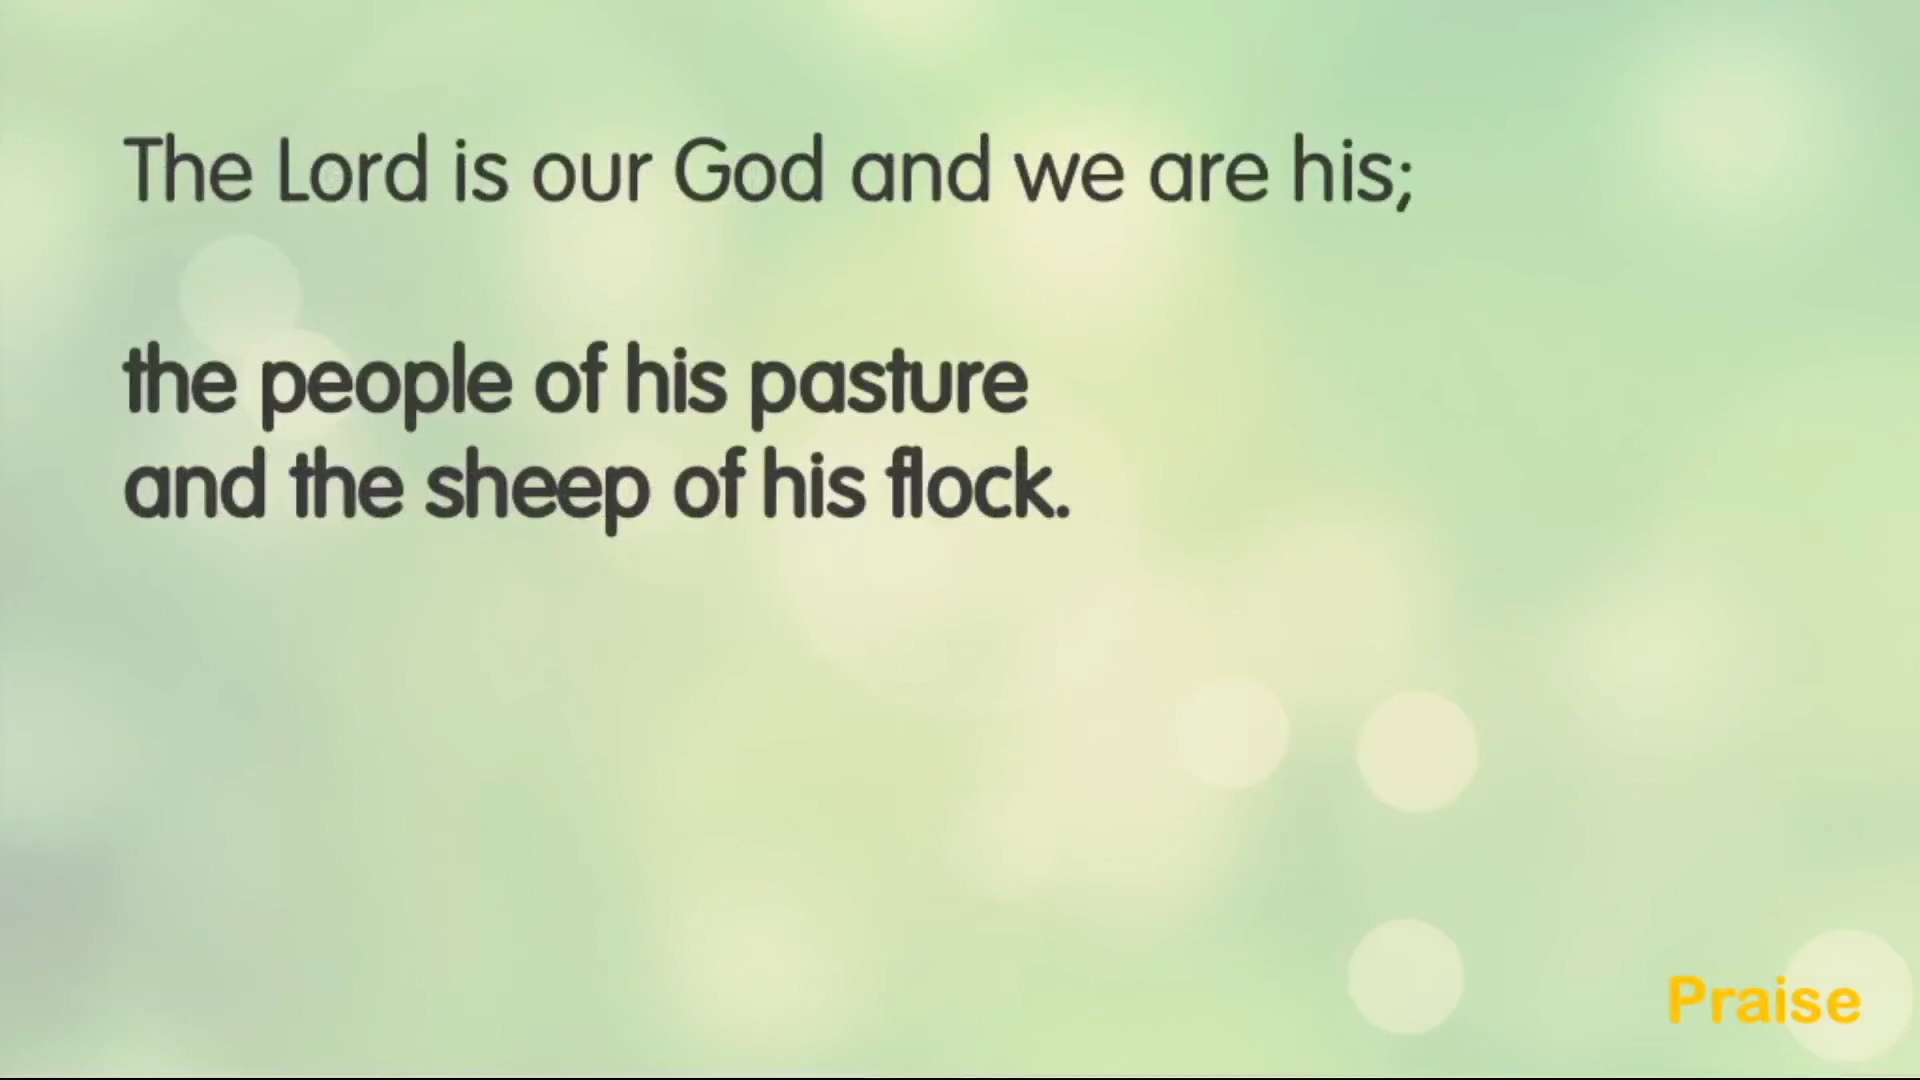 The Lord is our God and we are his;
the people of his pasture
and the sheep of his flock.
Praise